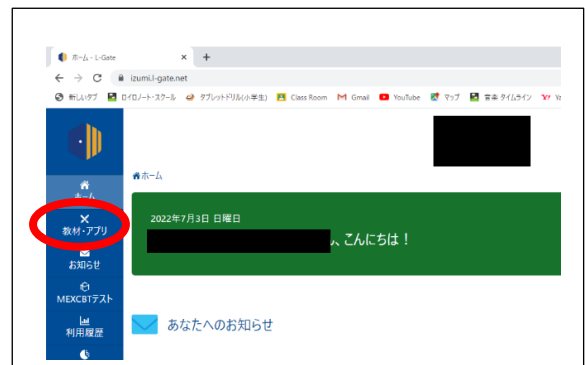 ホーム - L-Gate
izumi.l-gate.net
新しいタブ ロイロノート・スクール タブレットドリル(小学生) Class Room Gmail YouTube マップ 音楽 タイムライン
ホーム
ホーム
2022年7月3日 日曜日
、こんにちは！
教材・アプリ
お知らせ
MEXCBTテスト
利用履歴
あなたへのお知らせ